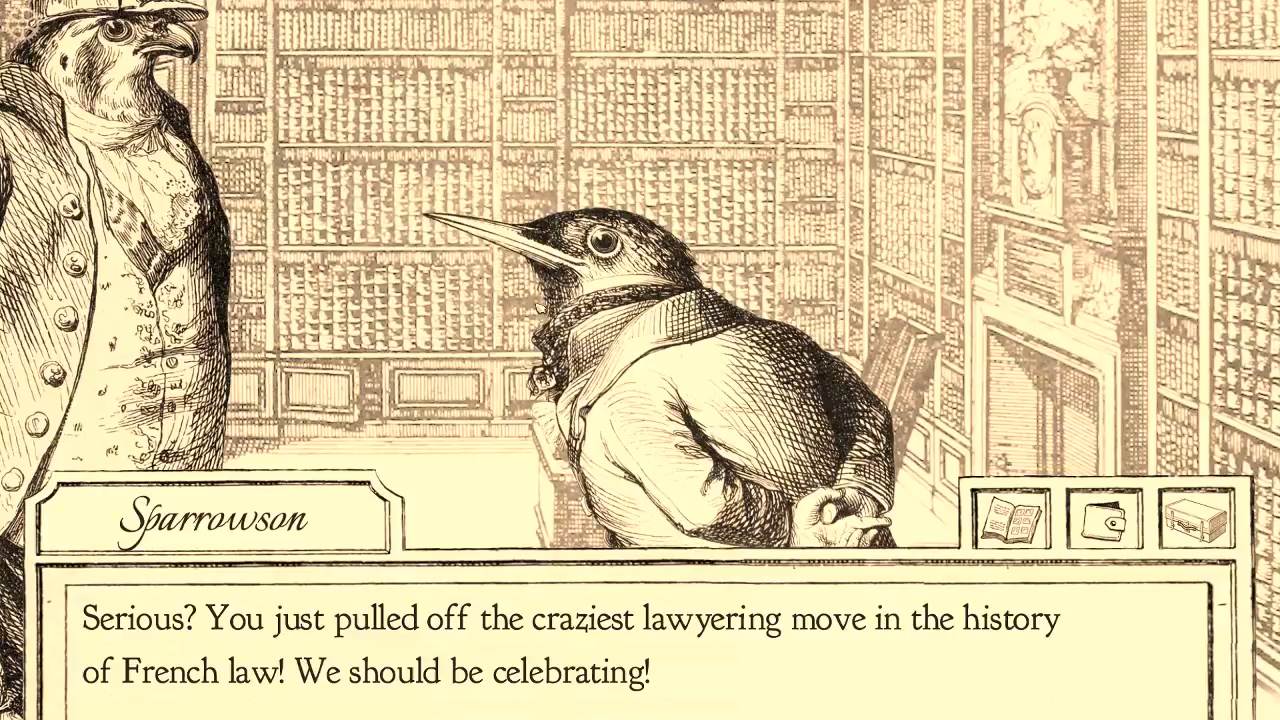 Sparrowson
Serious? You just pulled off the craziest lawyering move in the history
of French law! We should be celebrating!